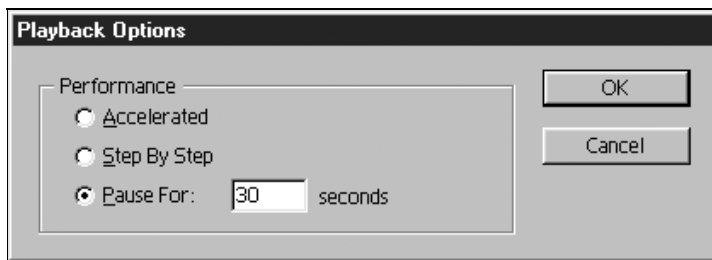 Playback Options
Performance
Accelerated
Step By Step
Pause For: 30 seconds
OK
Cancel